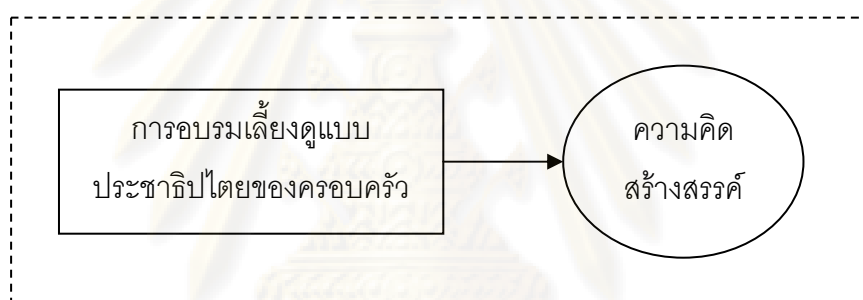 การอบรมเลี้ยงดูแบบ
ประชาธิปไตยของครอบครัว
ความคิด
สร้างสรรค์